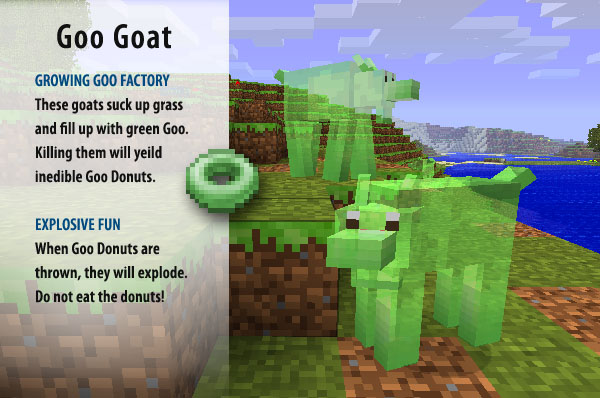 Goo Goat
GROWING GOO FACTORY
These goats suck up grass
and fill up with green Goo.
Killing them will yeild
inedible Goo Donuts.
EXPLOSIVE FUN
When Goo Donuts are
thrown, they will explode.
Do not eat the donuts!